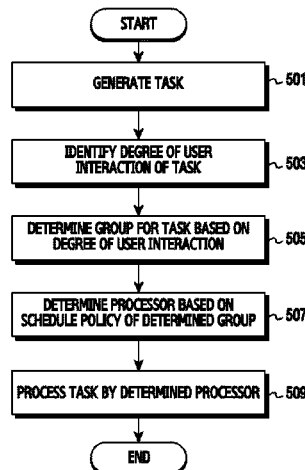 START
GENERATE TASK
501
IDENTIFY DEGREE OF USER
INTERACTION OF TASK
503
DETERMINE GROUP FOR TASK BASED ON
DEGREE OF USER INTERACTION
505
DETERMINE PROCESSOR BASED ON
SCHEDULE POLICY OF DETERMINED GROUP
507
PROCESS TASK BY DETERMINED PROCESSOR
509
END